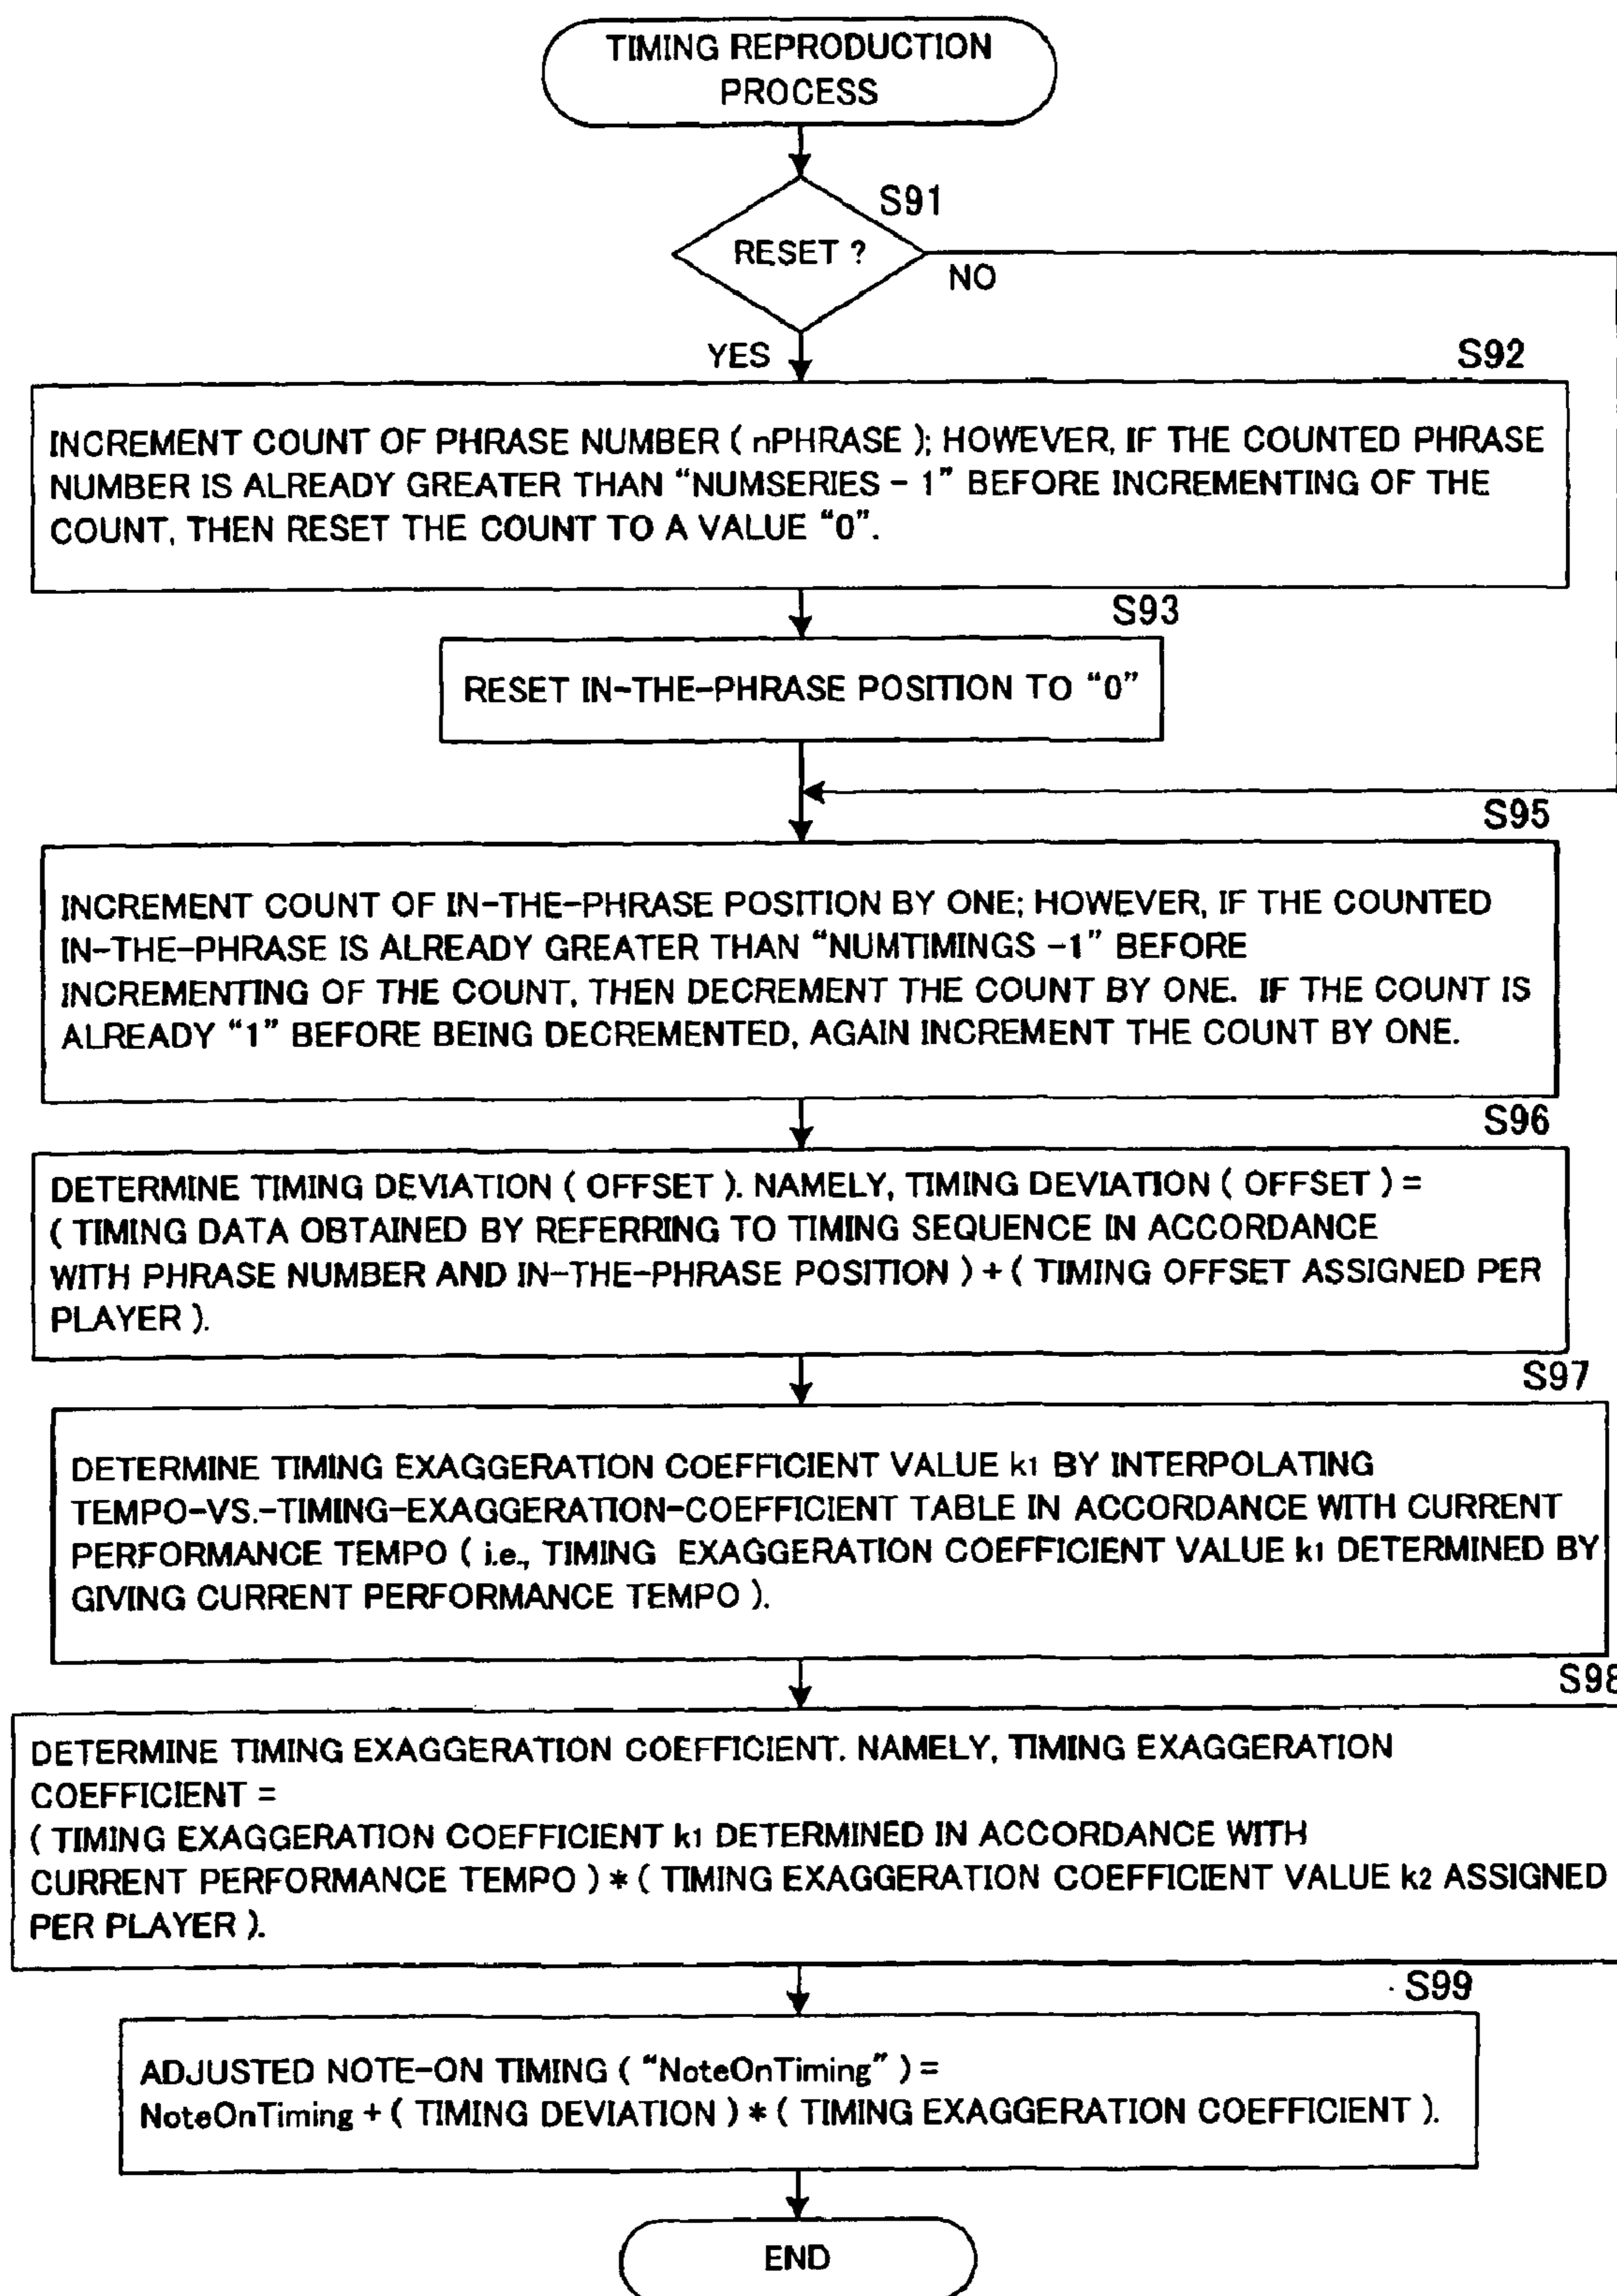 TIMING REPRODUCTION
PROCESS
S91
RESET ?
NO
YES
S92
INCREMENT COUNT OF PHRASE NUMBER ( nPHRASE ); HOWEVER, IF THE COUNTED PHRASE
NUMBER IS ALREADY GREATER THAN “NUMSERIES - 1” BEFORE INCREMENTING OF THE
COUNT, THEN RESET THE COUNT TO A VALUE “0”.
S93
RESET IN-THE-PHRASE POSITION TO “0”
S95
INCREMENT COUNT OF IN-THE-PHRASE POSITION BY ONE; HOWEVER, IF THE COUNTED
IN-THE-PHRASE IS ALREADY GREATER THAN “NUMTIMINGS -1” BEFORE
INCREMENTING OF THE COUNT, THEN DECREMENT THE COUNT BY ONE. IF THE COUNT IS
ALREADY “1” BEFORE BEING DECREMENTED, AGAIN INCREMENT THE COUNT BY ONE.
S96
DETERMINE TIMING DEVIATION ( OFFSET ). NAMELY, TIMING DEVIATION ( OFFSET ) =
( TIMING DATA OBTAINED BY REFERRING TO TIMING SEQUENCE IN ACCORDANCE
WITH PHRASE NUMBER AND IN-THE-PHRASE POSITION ) + ( TIMING OFFSET ASSIGNED PER
PLAYER ).
S97
DETERMINE TIMING EXAGGERATION COEFFICIENT VALUE k1 BY INTERPOLATING
TEMPO-VS.-TIMING-EXAGGERATION-COEFFICIENT TABLE IN ACCORDANCE WITH CURRENT
PERFORMANCE TEMPO ( i.e., TIMING EXAGGERATION COEFFICIENT VALUE k1 DETERMINED BY
GIVING CURRENT PERFORMANCE TEMPO ).
S98
DETERMINE TIMING EXAGGERATION COEFFICIENT. NAMELY, TIMING EXAGGERATION
COEFFICIENT =
( TIMING EXAGGERATION COEFFICIENT k1 DETERMINED IN ACCORDANCE WITH
CURRENT PERFORMANCE TEMPO ) * ( TIMING EXAGGERATION COEFFICIENT VALUE k2 ASSIGNED
PER PLAYER ).
S99
ADJUSTED NOTE-ON TIMING ( “NoteOnTiming” ) =
NoteOnTiming + ( TIMING DEVIATION ) * ( TIMING EXAGGERATION COEFFICIENT ).
END